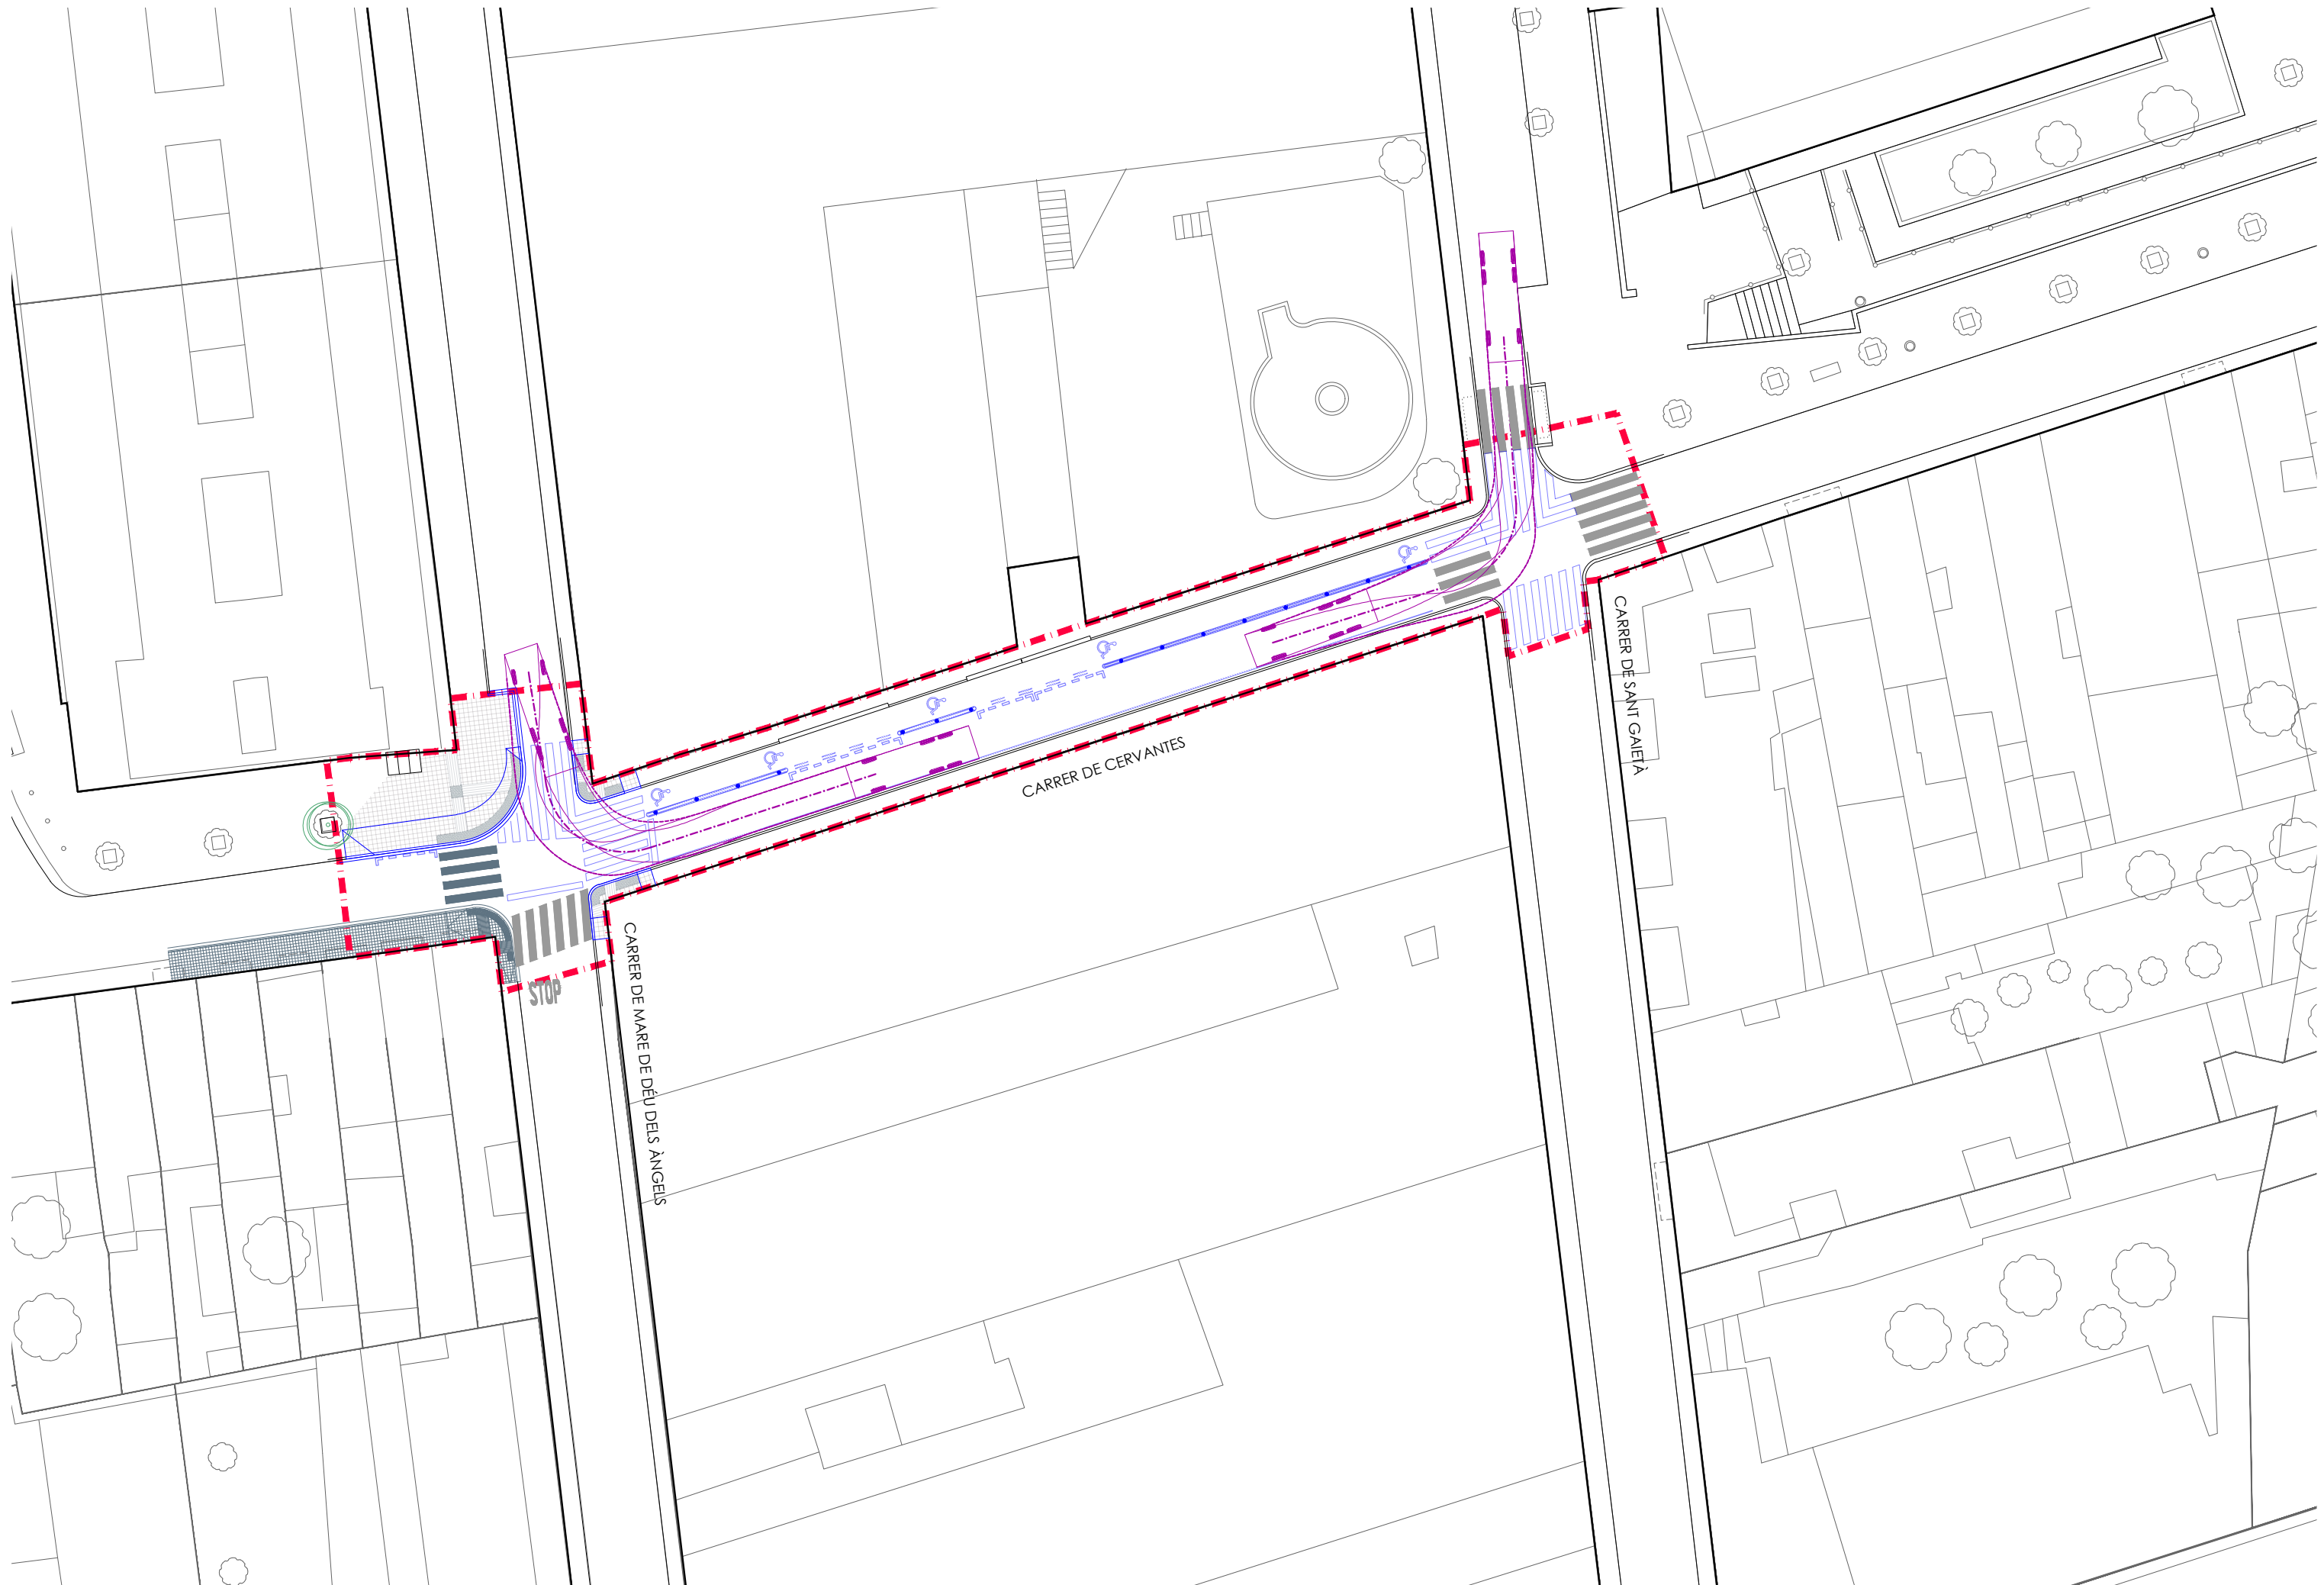 CARRER DE SANT GAIETÀ
CARRER DE CERVANTES
CARRER DE MARE DE DÉU DELS ÀNGELS
STOP